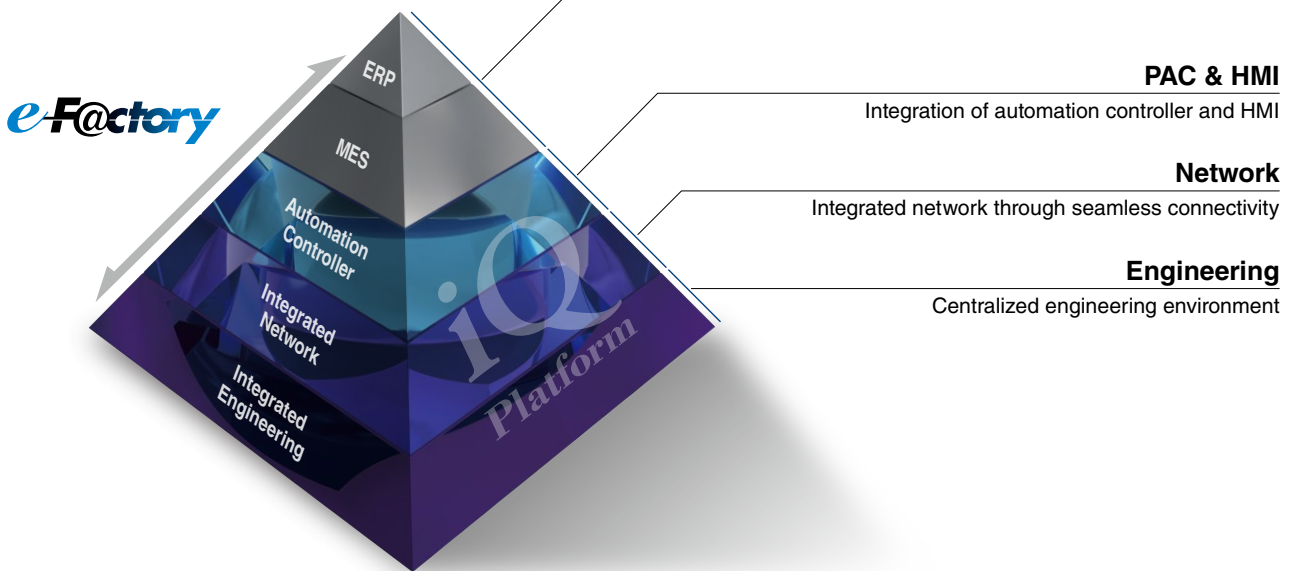 ERP
PAC & HMI
Integration of automation controller and HMI
e-F@ctory
MES
Network
Integrated network through seamless connectivity
Automation
Controller
Engineering
Centralized engineering environment
Integrated
Network
iQ
Platform
Integrated
Engineering